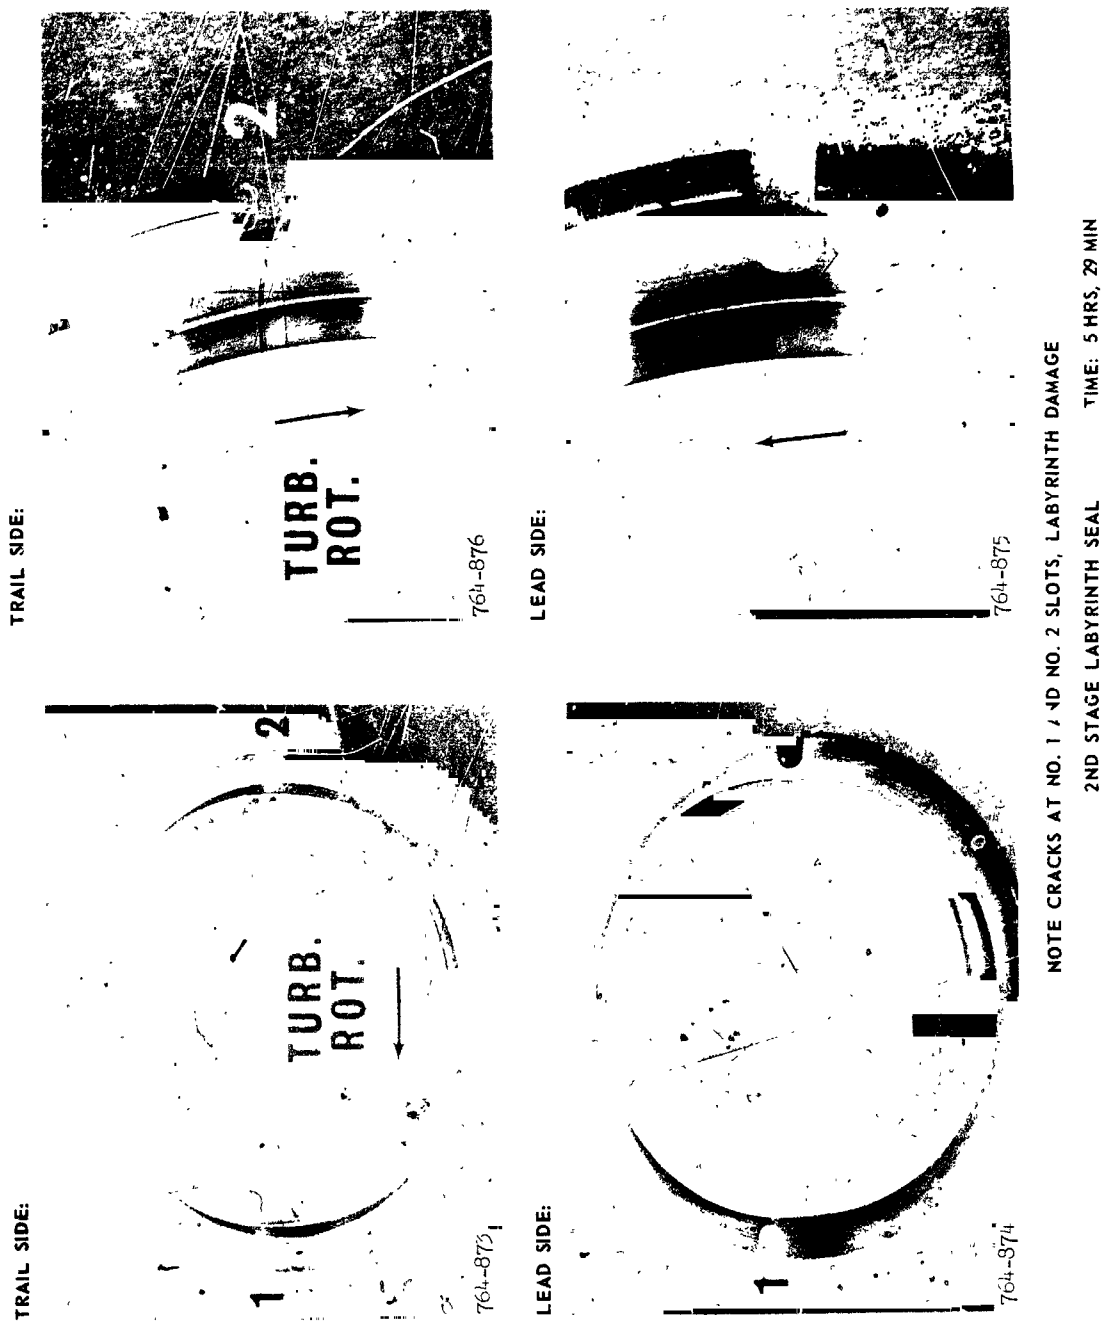 TRAIL SIDE:
1
TURB.
ROT.
2
764-873
TRAIL SIDE:
2
TURB.
ROT.
764-876
LEAD SIDE:
1
764-874
LEAD SIDE:
764-875
NOTE CRACKS AT NO. 1 AND NO. 2 SLOTS, LABYRINTH DAMAGE
2ND STAGE LABYRINTH SEAL TIME: 5 HRS, 29 MIN